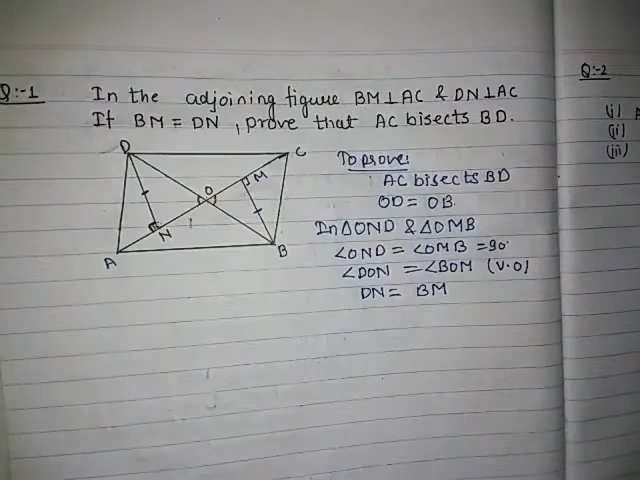 Q:-1 In the adjoining figure BM⊥AC & DN⊥AC
If BM = DN , prove that AC bisects BD.
D
C
M
O
N
A
B
To prove:
AC bisects BD
OD = OB.
In △OND & △OMB
∠OND = ∠OMB = 90°
∠DON = ∠BOM (V.O)
DN = BM
Q:-2
(i)
(ii)
(iii)